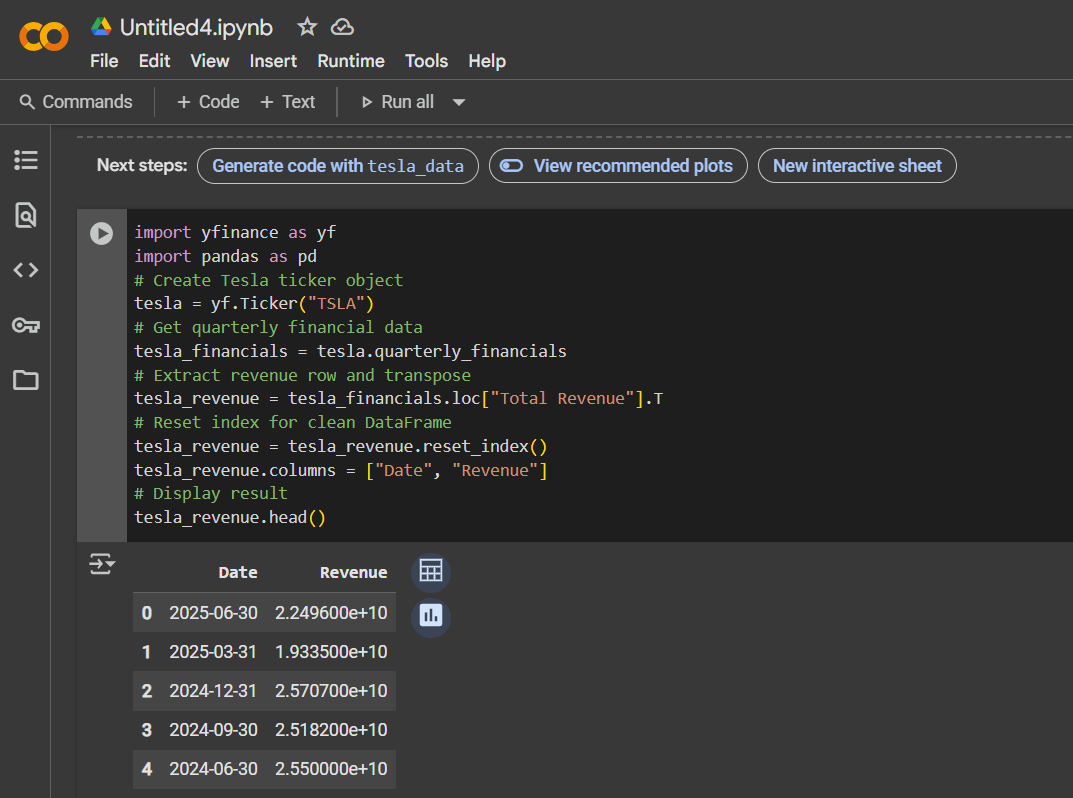 Untitled4.ipynb
File Edit View Insert Runtime Tools Help
Commands + Code + Text Run all
Next steps: Generate code with tesla_data View recommended plots New interactive sheet
import yfinance as yf
import pandas as pd
# Create Tesla ticker object
tesla = yf.Ticker("TSLA")
# Get quarterly financial data
tesla_financials = tesla.quarterly_financials
# Extract revenue row and transpose
tesla_revenue = tesla_financials.loc["Total Revenue"].T
# Reset index for clean DataFrame
tesla_revenue = tesla_revenue.reset_index()
tesla_revenue.columns = ["Date", "Revenue"]
# Display result
tesla_revenue.head()
Date Revenue
0 2025-06-30 2.249600e+10
1 2025-03-31 1.933500e+10
2 2024-12-31 2.570700e+10
3 2024-09-30 2.518200e+10
4 2024-06-30 2.550000e+10